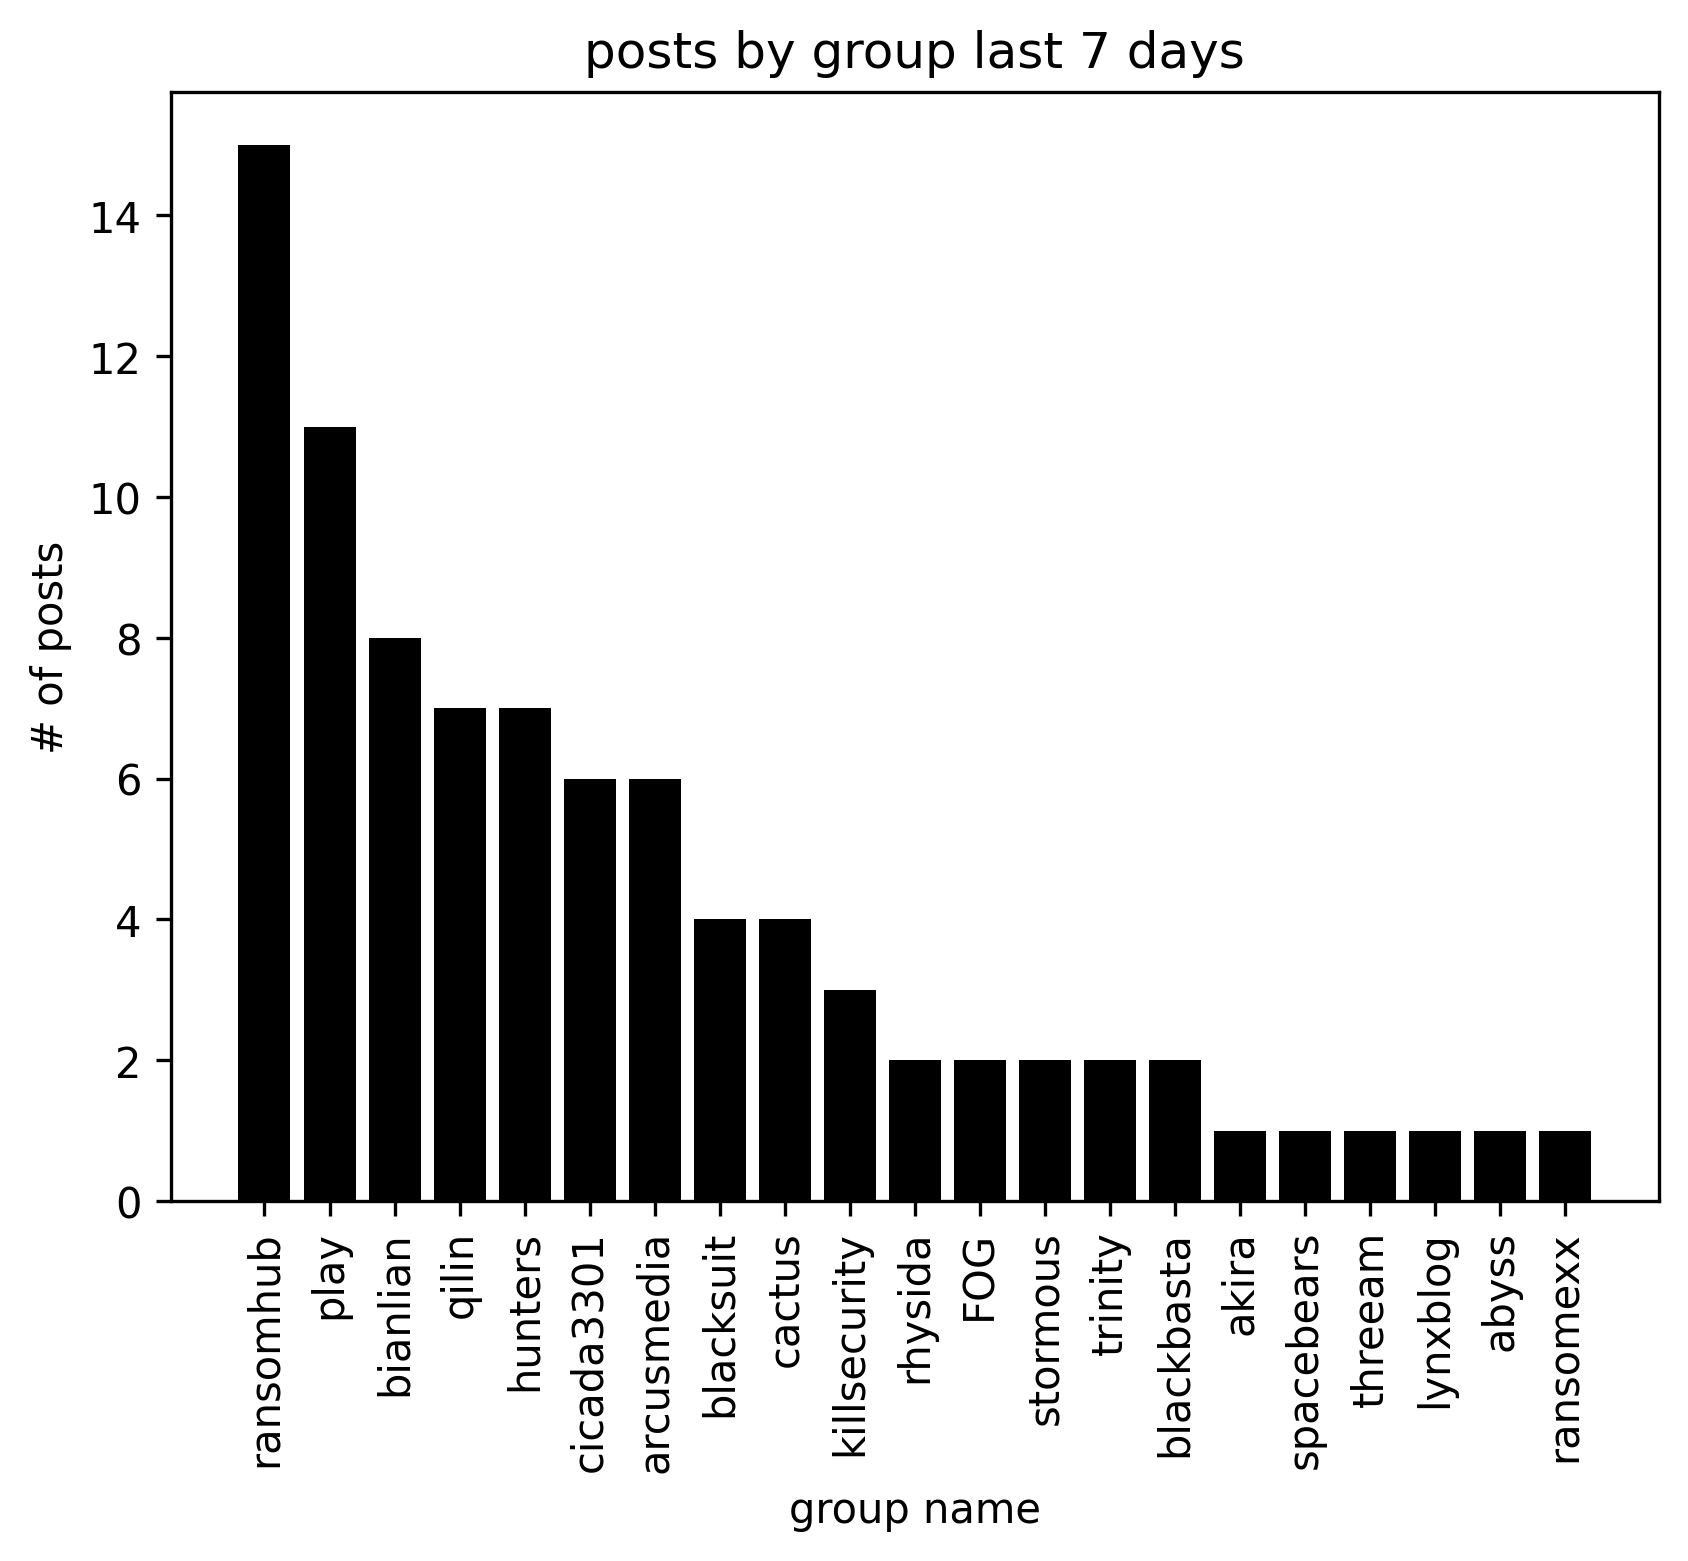 posts by group last 7 days
14
12
10
8
6
4
2
0
# of posts
ransomhub
play
bianlian
qilin
hunters
cicada3301
arcusmedia
blacksuit
cactus
killsecurity
rhysida
FOG
stormous
trinity
blackbasta
akira
spacebears
threeam
lynxblog
abyss
ransomexx
group name